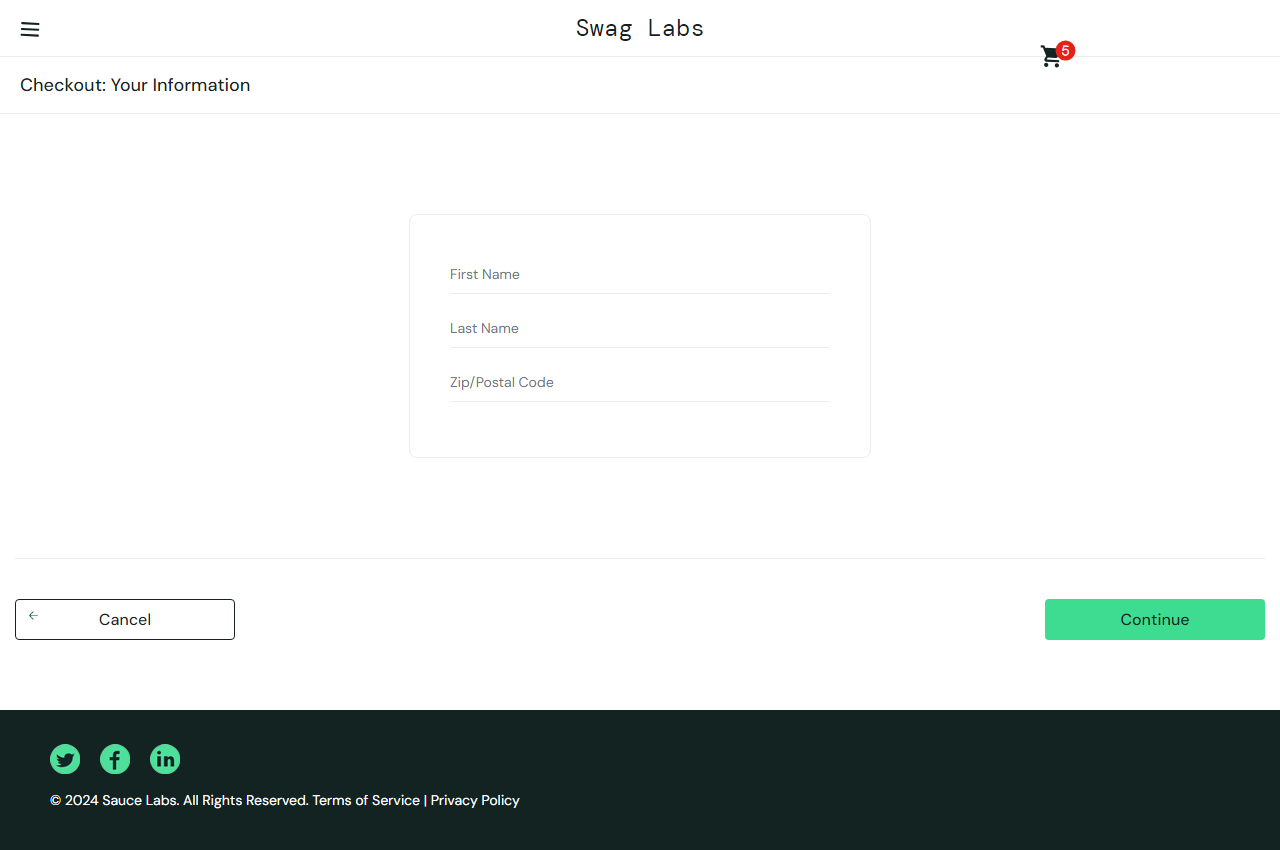 Swag Labs
5
Checkout: Your Information
First Name
Last Name
Zip/Postal Code
Cancel
Continue
© 2024 Sauce Labs. All Rights Reserved. Terms of Service | Privacy Policy